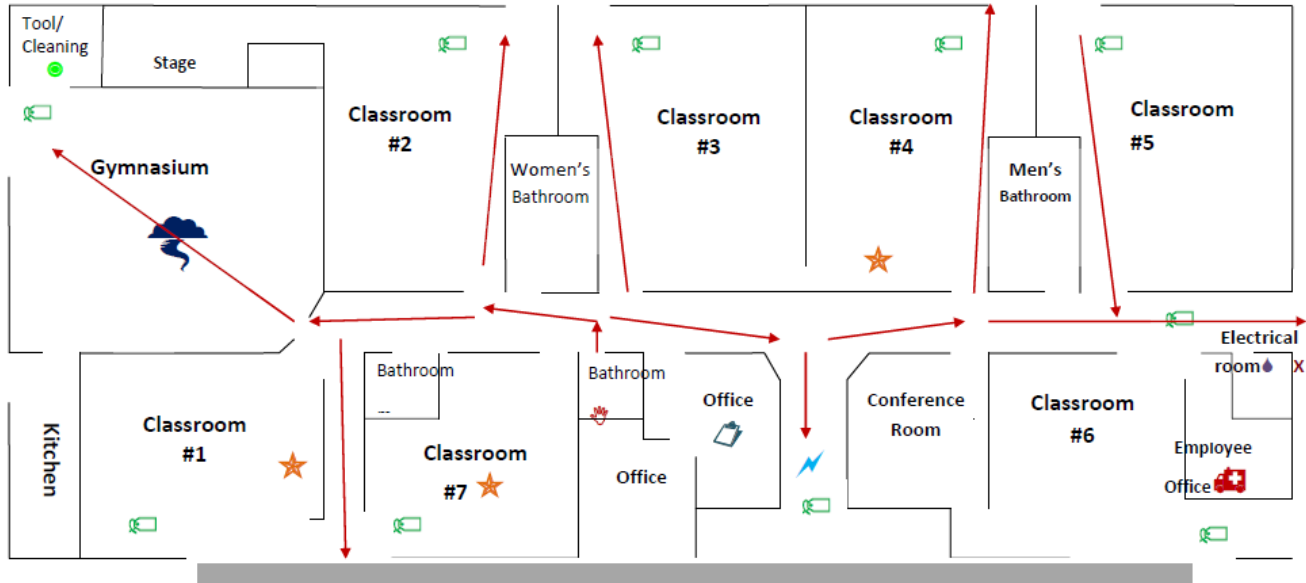 Tool/
Cleaning
Stage
Classroom
#2
Classroom
#3
Classroom
#4
Classroom
#5
Gymnasium
Women's
Bathroom
Men's
Bathroom
Electrical
room
X
Bathroom
--
Bathroom
Office
Conference
Room
Classroom
#6
Kitchen
Classroom
#1
Classroom
#7
Office
Employee
Office